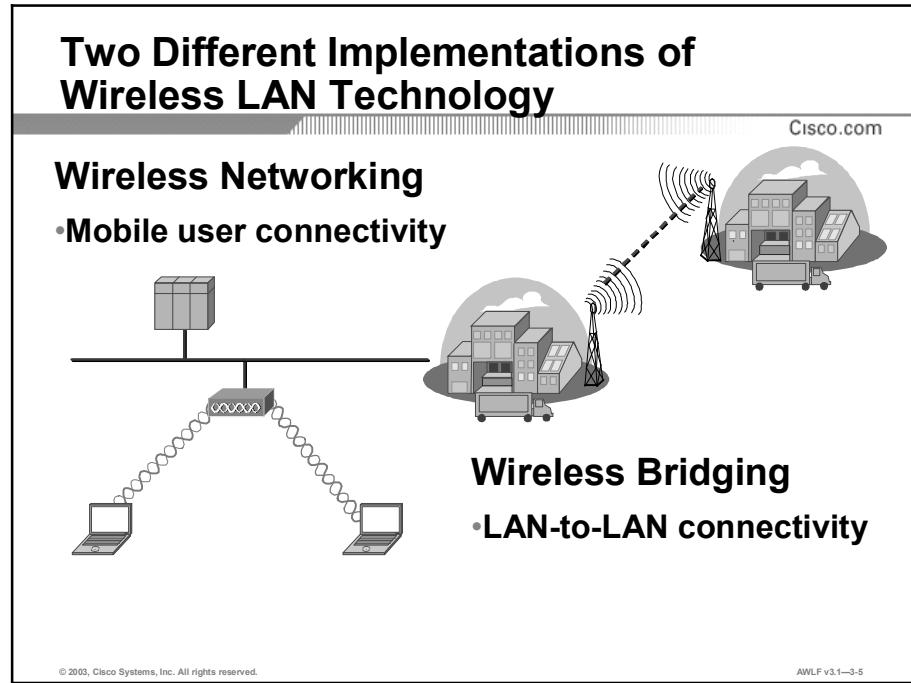 Two Different Implementations of
Wireless LAN Technology
Cisco.com
Wireless Networking
•Mobile user connectivity
Wireless Bridging
•LAN-to-LAN connectivity
© 2003, Cisco Systems, Inc. All rights reserved.
AWLF v3.1—3-5